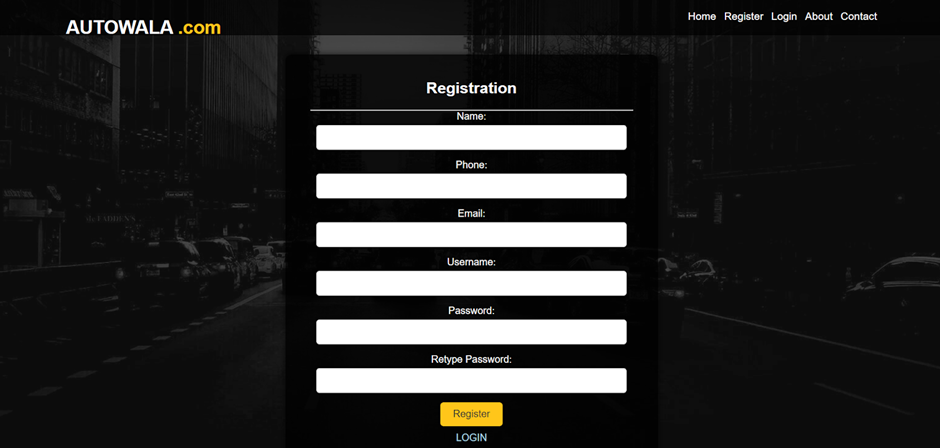 AUTOWALA .com
Home Register Login About Contact
Registration
Name:
Phone:
Email:
Username:
Password:
Retype Password:
Register
LOGIN